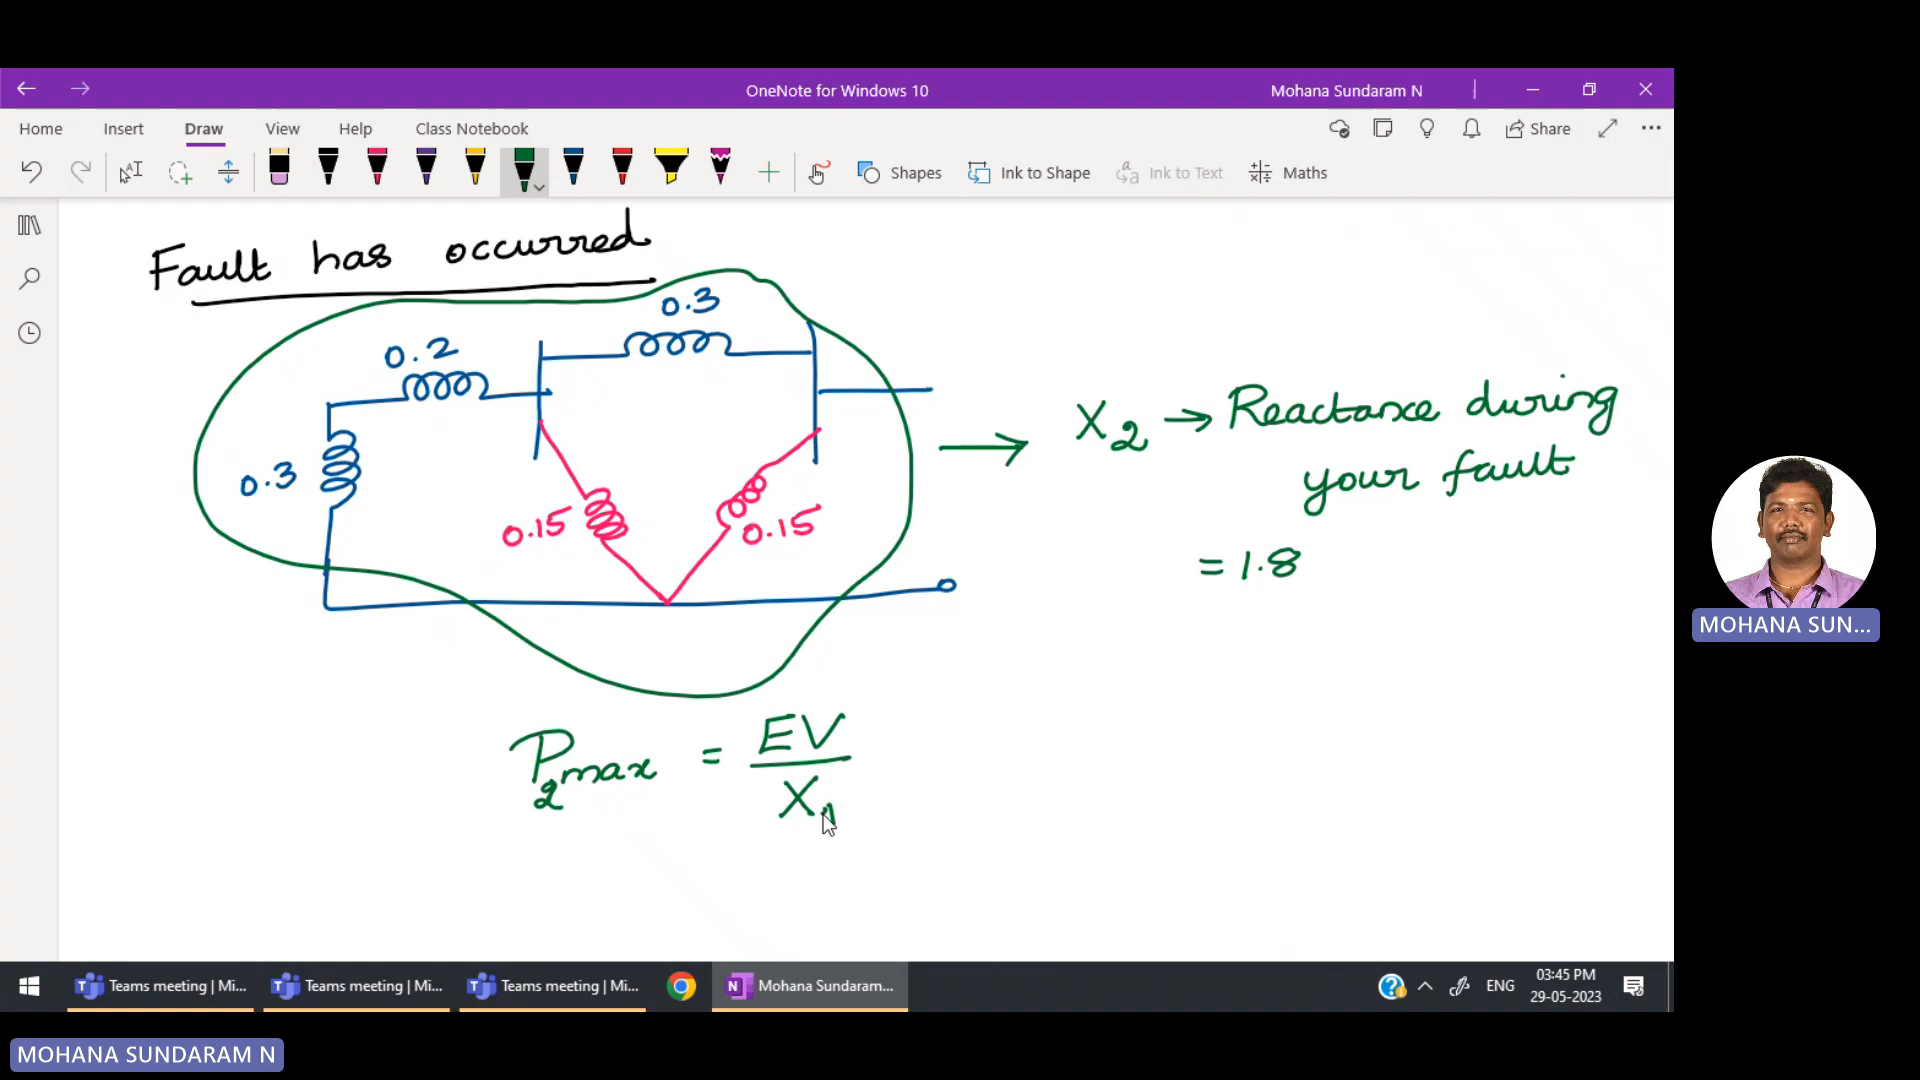 OneNote for Windows 10
Mohana Sundaram N
Home Insert Draw View Help Class Notebook
Share
Shapes Ink to Shape Ink to Text Maths
Fault has occurred
0.3
0.2
0.3
0.15
0.15
X2 → Reactance during
your fault
= 1.8
P2max = EV
X
MOHANA SUN...
Teams meeting | Mi...
Teams meeting | Mi...
Teams meeting | Mi...
Mohana Sundaram...
ENG
03:45 PM
29-05-2023
MOHANA SUNDARAM N